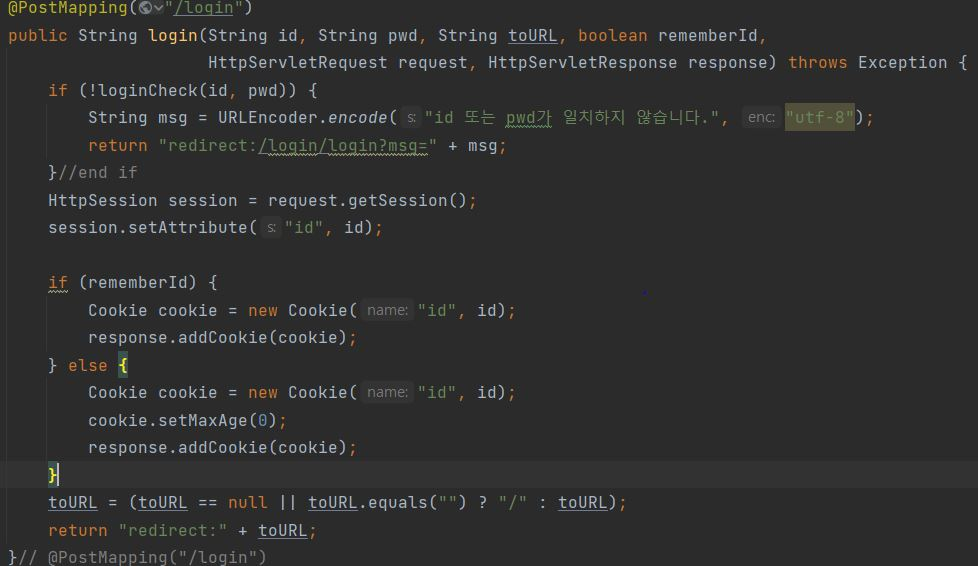 @PostMapping("/login")
public String login(String id, String pwd, String toURL, boolean rememberId,
HttpServletRequest request, HttpServletResponse response) throws Exception {
if (!loginCheck(id, pwd)) {
String msg = URLEncoder.encode( s: "id 또는 pwd가 일치하지 않습니다.", enc: "utf-8");
return "redirect:/login/login?msg=" + msg;
}//end if
HttpSession session = request.getSession();
session.setAttribute( s: "id", id);
if (rememberId) {
Cookie cookie = new Cookie( name: "id", id);
response.addCookie(cookie);
} else {
Cookie cookie = new Cookie( name: "id", id);
cookie.setMaxAge(0);
response.addCookie(cookie);
}
toURL = (toURL == null || toURL.equals("") ? "/" : toURL);
return "redirect:" + toURL;
}// @PostMapping("/login")